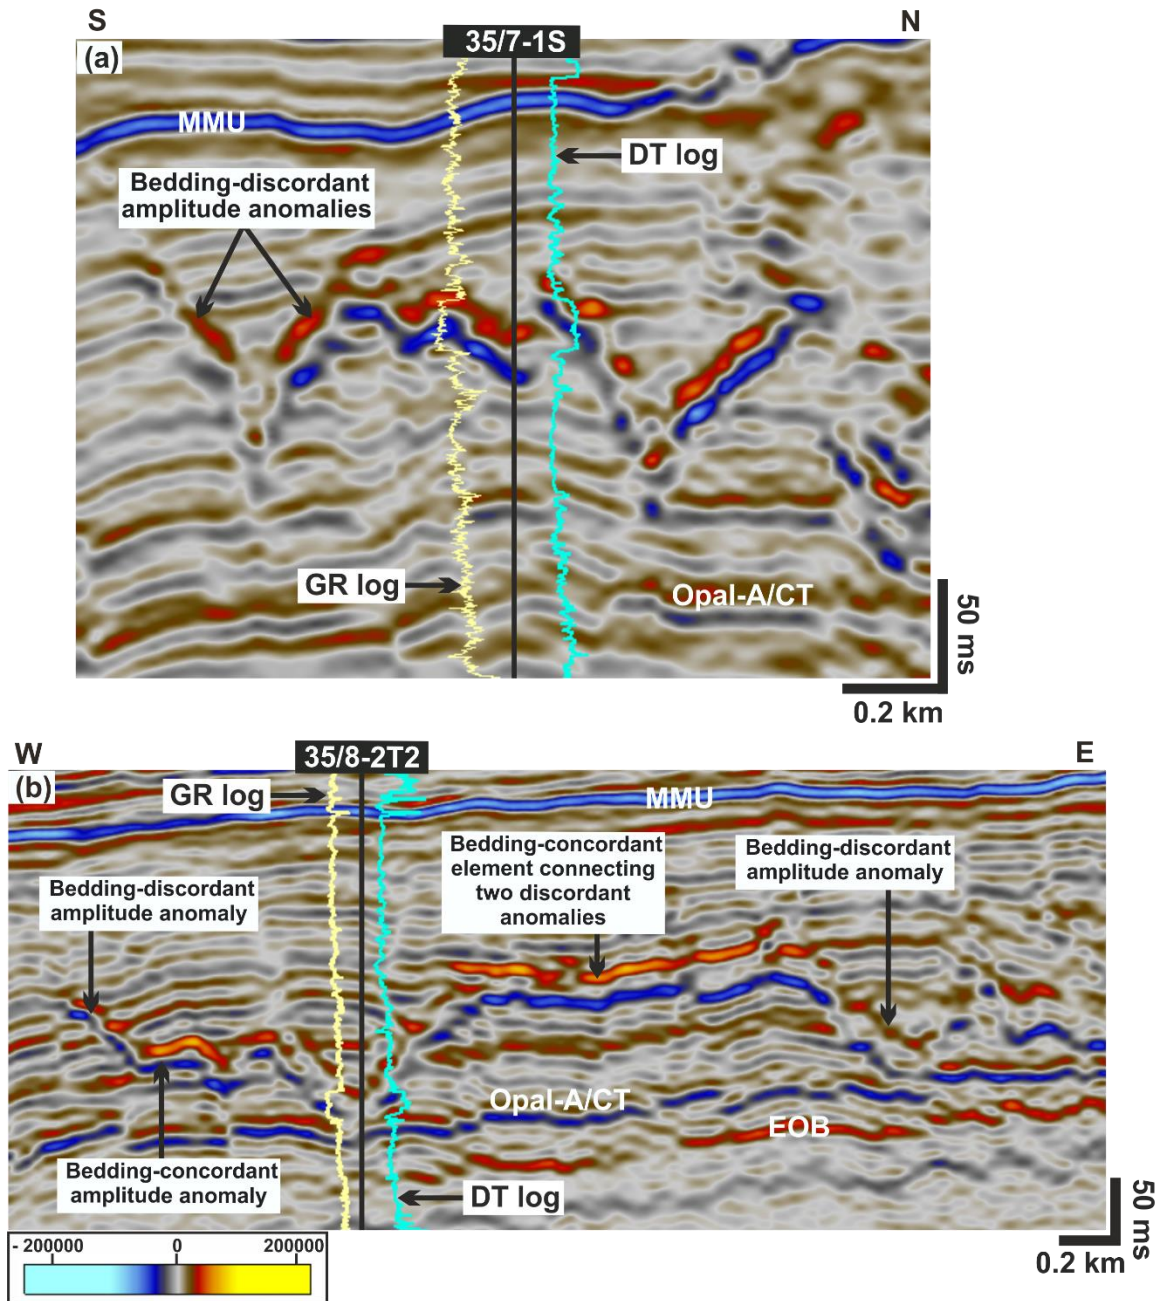 S
35/7-1S
N
(a)
MMU
DT log
Bedding-discordant
amplitude anomalies
GR log
Opal-A/CT
50 ms
0.2 km
W
35/8-2T2
E
(b)
GR log
MMU
Bedding-concordant
element connecting
two discordant
anomalies
Bedding-discordant
amplitude anomaly
Bedding-discordant
amplitude anomaly
Opal-A/CT
EOB
Bedding-concordant
amplitude anomaly
DT log
50 ms
0.2 km
- 200000 0 200000